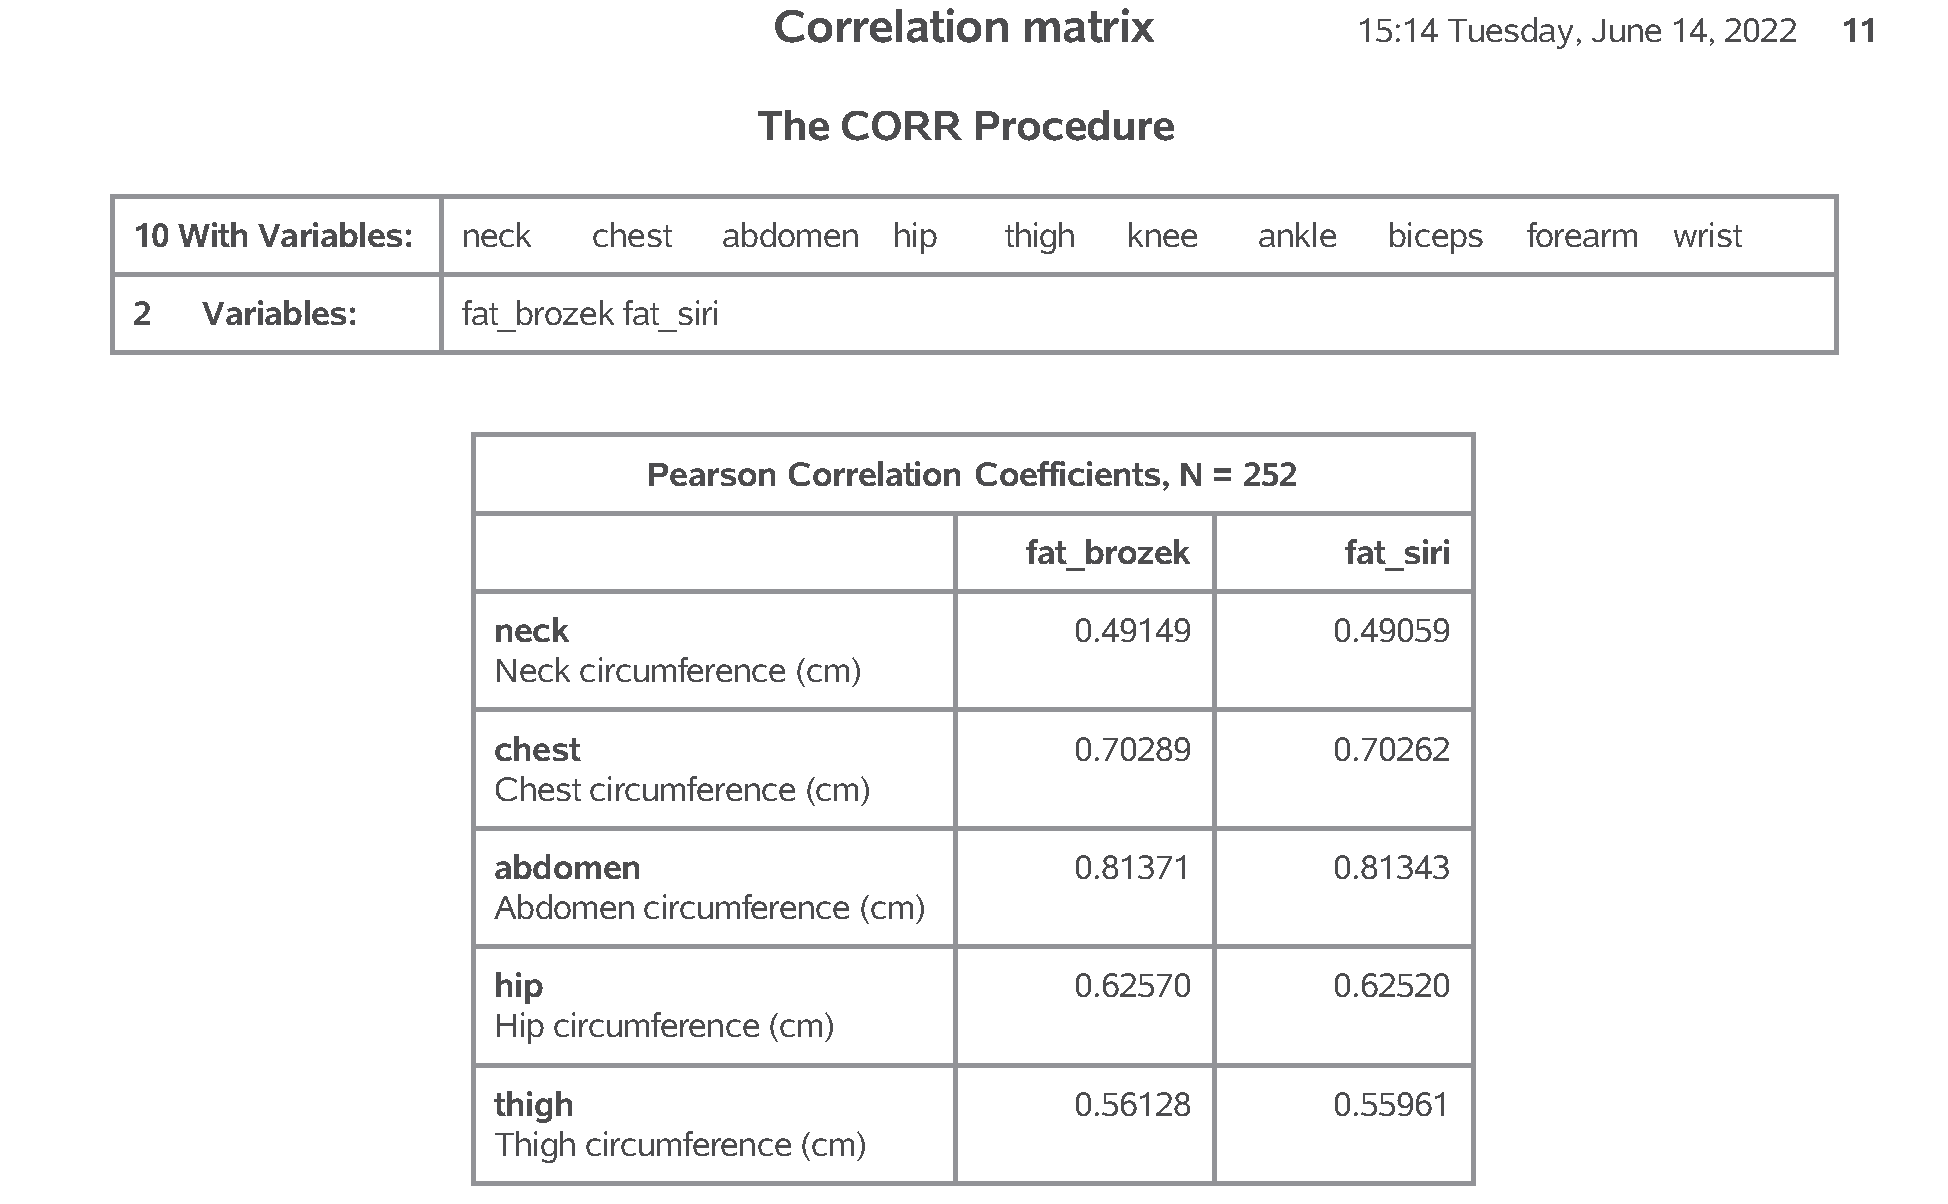 Correlation matrix 15:14 Tuesday, June 14, 2022 11
The CORR Procedure
10 With Variables: neck chest abdomen hip thigh knee ankle biceps forearm wrist
2 Variables: fat_brozek fat_siri
Pearson Correlation Coefficients, N = 252
fat_brozek fat_siri
neck 0.49149 0.49059
Neck circumference (cm)
chest 0.70289 0.70262
Chest circumference (cm)
abdomen 0.81371 0.81343
Abdomen circumference (cm)
hip 0.62570 0.62520
Hip circumference (cm)
thigh 0.56128 0.55961
Thigh circumference (cm)